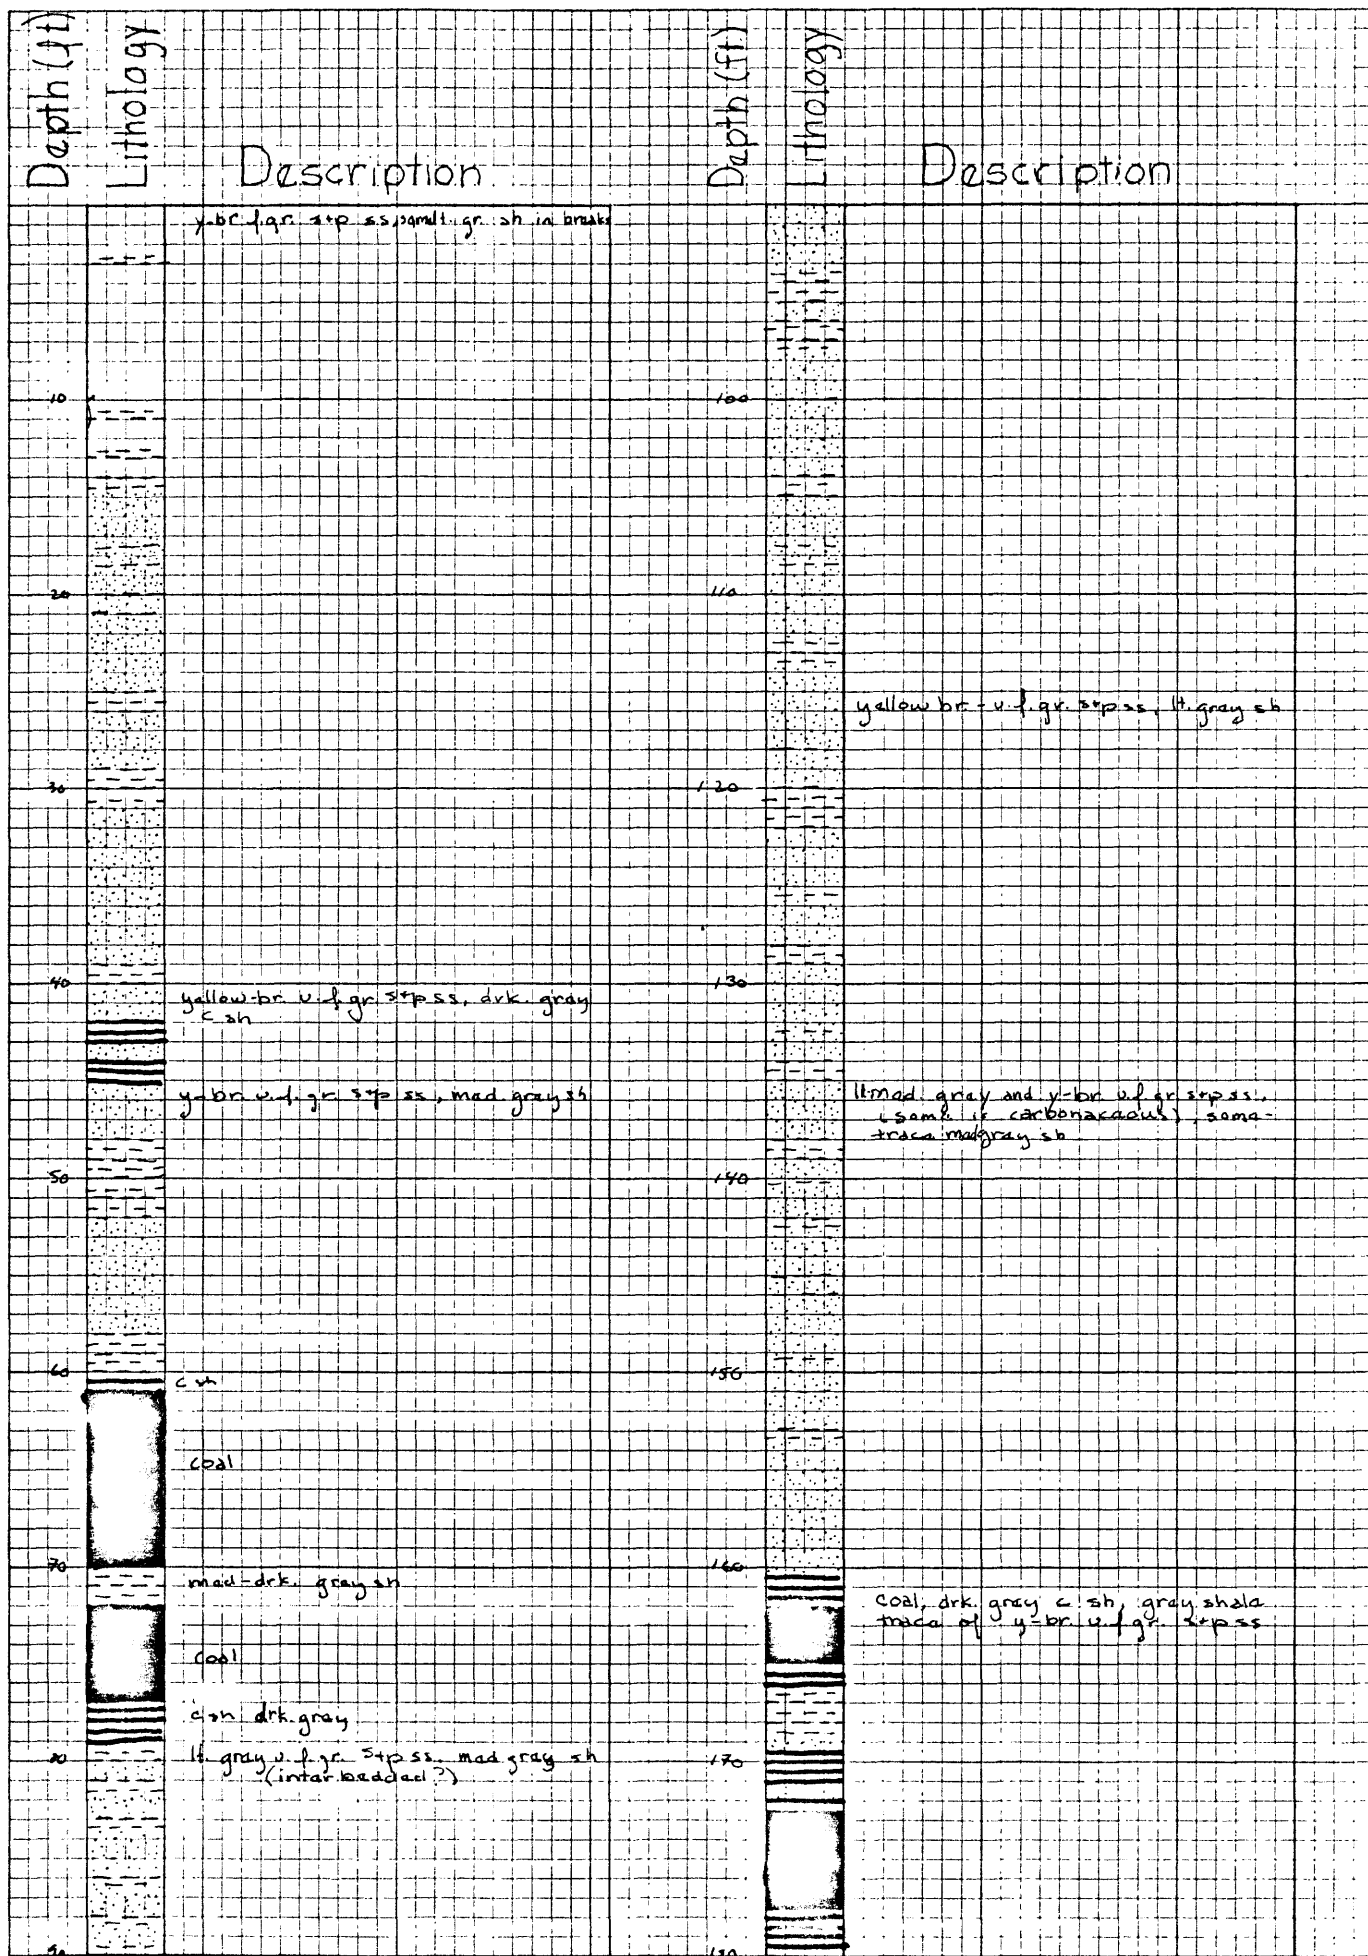 Depth (ft)
Lithology
Description
y-br f.gr. s+p ss, gr. sh in breaks
10
20
30
40
yellow-br. v.f. gr. s+p ss, drk. gray
c sh
y-br. v.f. gr. s+p ss, med. gray sh
50
60
c sh
coal
70
med-drk. gray sh
coal
c sh drk. gray
80
lt. gray v.f. gr. s+p ss. med gray sh
(interbedded?)
90
Depth (ft)
Lithology
Description
100
110
yellow br. - v.f. gr. s+p ss, lt. gray sh
120
130
lt med gray and y-br v.f gr s+p ss.,
(some is carbonaceous), some-
trace med gray sh
140
150
160
coal, drk. gray c sh, gray shale
trace of y-br. v.f. gr. s+p ss
170
180